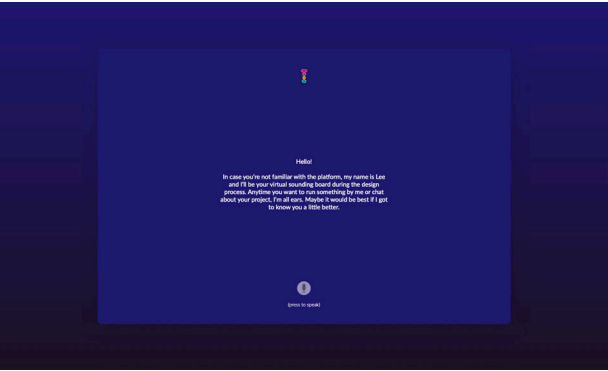 Hello!
In case you're not familiar with the platform, my name is Lee
and I'll be your virtual sounding board during the design
process. Anytime you want to run something by me or chat
about your project, I'm all ears. Maybe it would be best if I got
to know you a little better.
(press to speak)